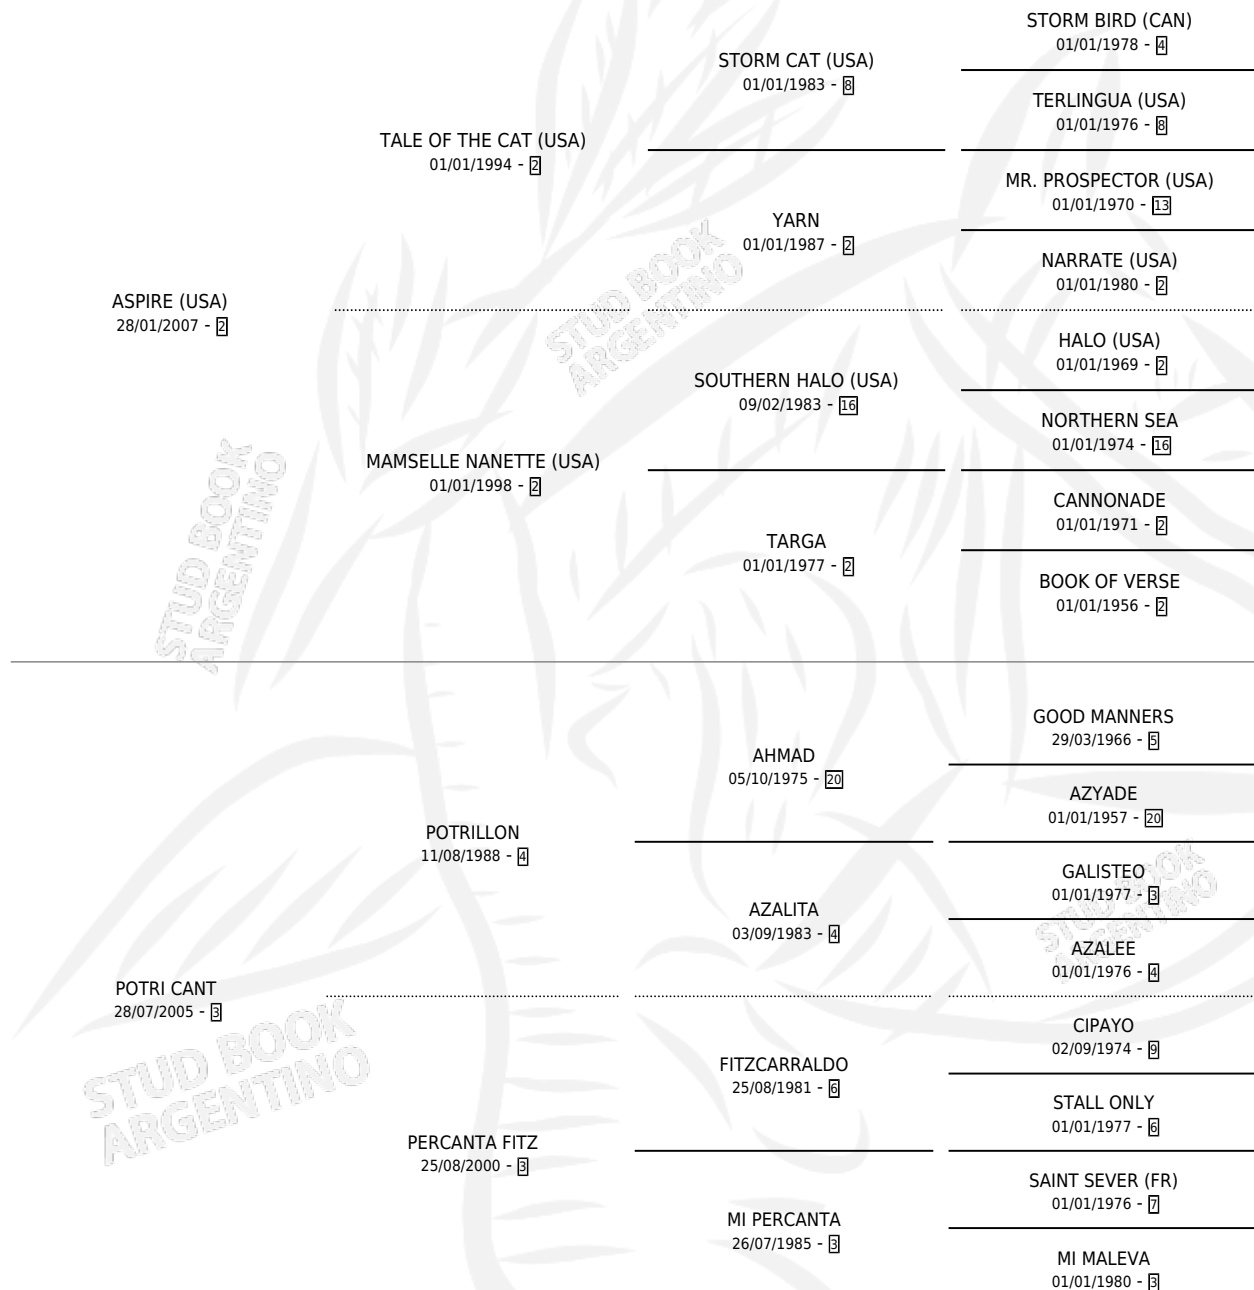 STORM BIRD (CAN)
01/01/1978 - 4
STORM CAT (USA)
01/01/1983 - 8
TERLINGUA (USA)
01/01/1976 - 8
TALE OF THE CAT (USA)
01/01/1994 - 2
MR. PROSPECTOR (USA)
01/01/1970 - 13
YARN
01/01/1987 - 2
NARRATE (USA)
01/01/1980 - 2
ASPIRE (USA)
28/01/2007 - 2
HALO (USA)
01/01/1969 - 2
SOUTHERN HALO (USA)
09/02/1983 - 16
NORTHERN SEA
01/01/1974 - 16
MAMSELLE NANETTE (USA)
01/01/1998 - 2
CANNONADE
01/01/1971 - 2
TARGA
01/01/1977 - 2
BOOK OF VERSE
01/01/1956 - 2
GOOD MANNERS
29/03/1966 - 5
AHMAD
05/10/1975 - 20
AZYADE
01/01/1957 - 20
POTRILLON
11/08/1988 - 4
GALISTEO
01/01/1977 - 3
AZALITA
03/09/1983 - 4
AZALEE
01/01/1976 - 4
POTRI CANT
28/07/2005 - 3
CIPAYO
02/09/1974 - 9
FITZCARRALDO
25/08/1981 - 6
STALL ONLY
01/01/1977 - 6
PERCANTA FITZ
25/08/2000 - 3
SAINT SEVER (FR)
01/01/1976 - 7
MI PERCANTA
26/07/1985 - 3
MI MALEVA
01/01/1980 - 3
STUD BOOK
ARGENTINO
STUD BOOK
ARGENTINO
STUD BOOK
ARGENTINO
STUD BOOK
ARGENTINO